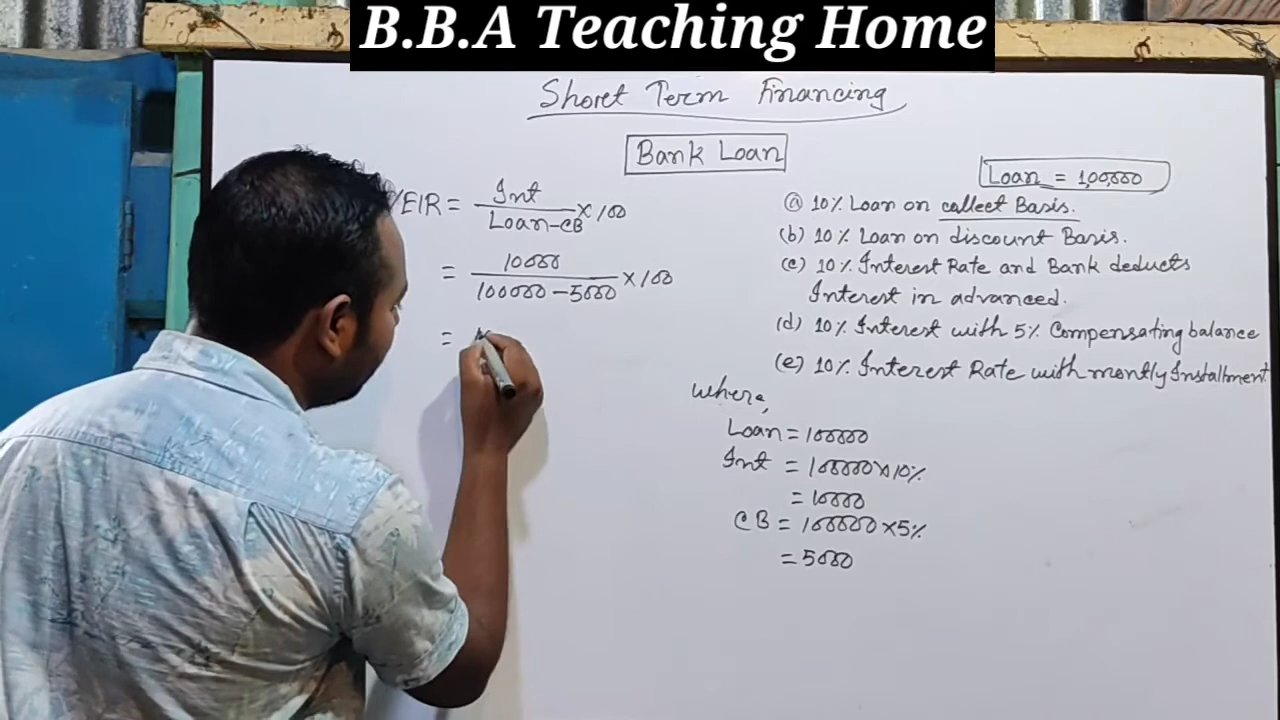 B.B.A Teaching Home
Short Term Financing
Bank Loan
Loan = 1,00,000
EIR = Int / Loan-CB × 100
= 10000 / 100000 - 5000 × 100
=
ⓐ 10% Loan on collect Basis.
(b) 10% Loan on discount Basis.
(c) 10% Interest Rate and Bank deducts
Interest in advanced.
(d) 10% Interest with 5% Compensating balance
(e) 10% Interest Rate with montly Installment
where,
Loan = 100000
Int = 100000×10%
= 10000
CB = 100000×5%
= 5000